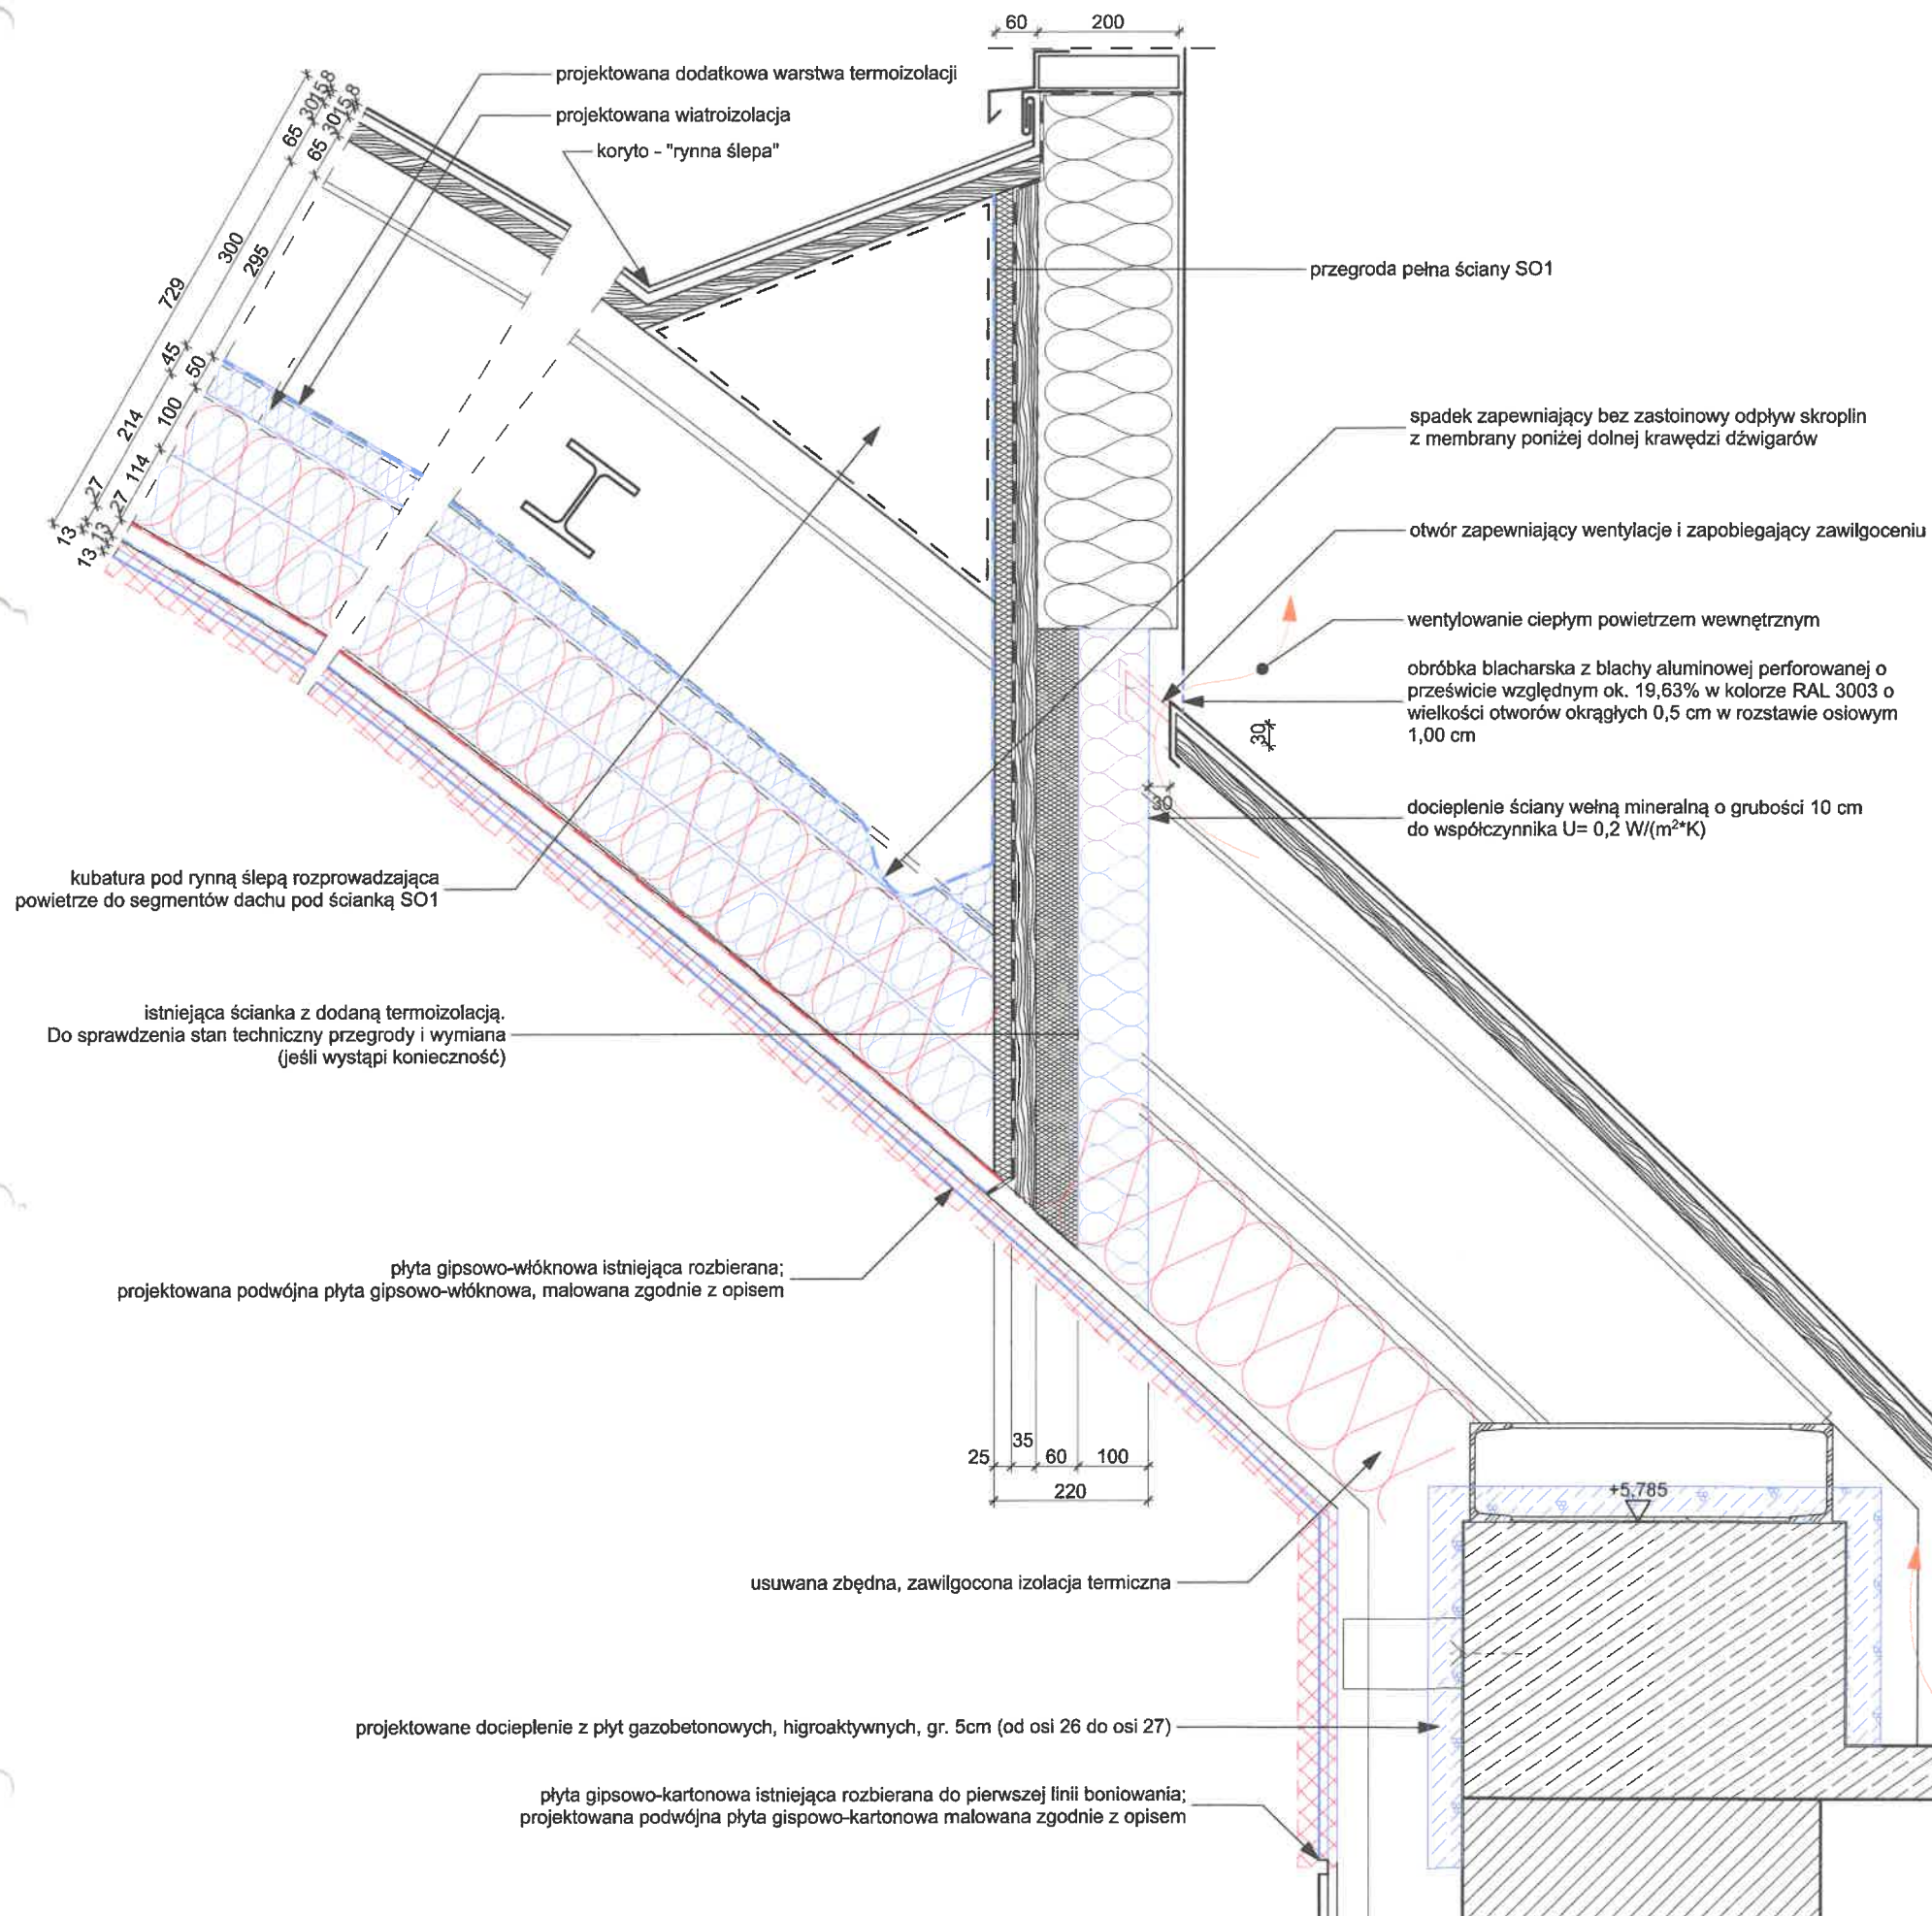 60
200
projektowana dodatkowa warstwa termoizolacji
projektowana wiatroizolacja
koryto - "rynna ślepa"
przegroda pełna ściany SO1
spadek zapewniający bez zastoinowy odpływ skroplin
z membrany poniżej dolnej krawędzi dźwigarów
otwór zapewniający wentylacje i zapobiegający zawilgoceniu
wentylowanie ciepłym powietrzem wewnętrznym
obróbka blacharska z blachy aluminowej perforowanej o
prześwicie względnym ok. 19,63% w kolorze RAL 3003 o
wielkości otworów okrągłych 0,5 cm w rozstawie osiowym
1,00 cm
30
30
docieplenie ściany wełną mineralną o grubości 10 cm
do współczynnika U= 0,2 W/(m²*K)
729
3015,8
65
300
45
214
27
13
3015,8
65
295
50
100
114
27
13
13
kubatura pod rynną ślepą rozprowadzająca
powietrze do segmentów dachu pod ścianką SO1
istniejąca ścianka z dodaną termoizolacją.
Do sprawdzenia stan techniczny przegrody i wymiana
(jeśli wystąpi konieczność)
płyta gipsowo-włóknowa istniejąca rozbierana;
projektowana podwójna płyta gipsowo-włóknowa, malowana zgodnie z opisem
25
35
60
100
220
+5,785
usuwana zbędna, zawilgocona izolacja termiczna
projektowane docieplenie z płyt gazobetonowych, higroaktywnych, gr. 5cm (od osi 26 do osi 27)
płyta gipsowo-kartonowa istniejąca rozbierana do pierwszej linii boniowania;
projektowana podwójna płyta gispowo-kartonowa malowana zgodnie z opisem